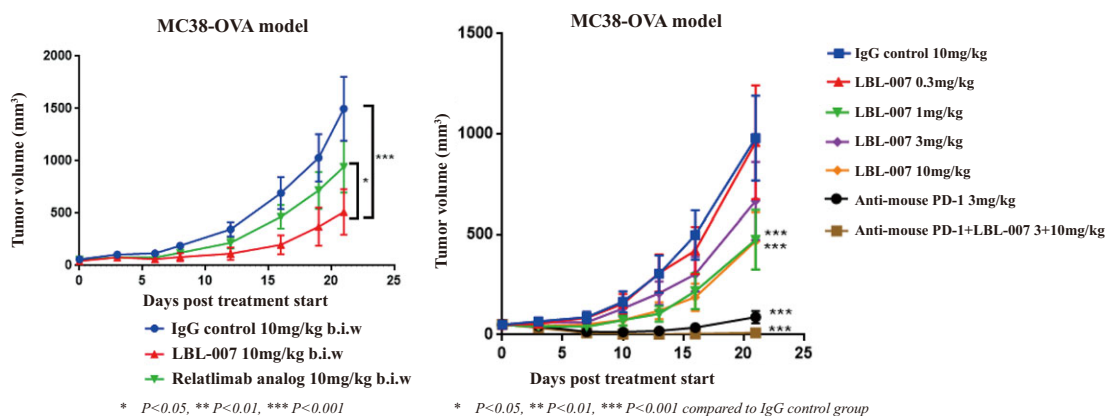 MC38-OVA model
Tumor volume (mm³)
2000
1500
1000
500
0
0 5 10 15 20 25
***
*
Days post treatment start
IgG control 10mg/kg b.i.w
LBL-007 10mg/kg b.i.w
Relatlimab analog 10mg/kg b.i.w
* P<0.05, ** P<0.01, *** P<0.001
MC38-OVA model
Tumor volume (mm³)
1500
1000
500
0
0 5 10 15 20 25
***
***
***
***
Days post treatment start
IgG control 10mg/kg
LBL-007 0.3mg/kg
LBL-007 1mg/kg
LBL-007 3mg/kg
LBL-007 10mg/kg
Anti-mouse PD-1 3mg/kg
Anti-mouse PD-1+LBL-007 3+10mg/kg
* P<0.05, ** P<0.01, *** P<0.001 compared to IgG control group